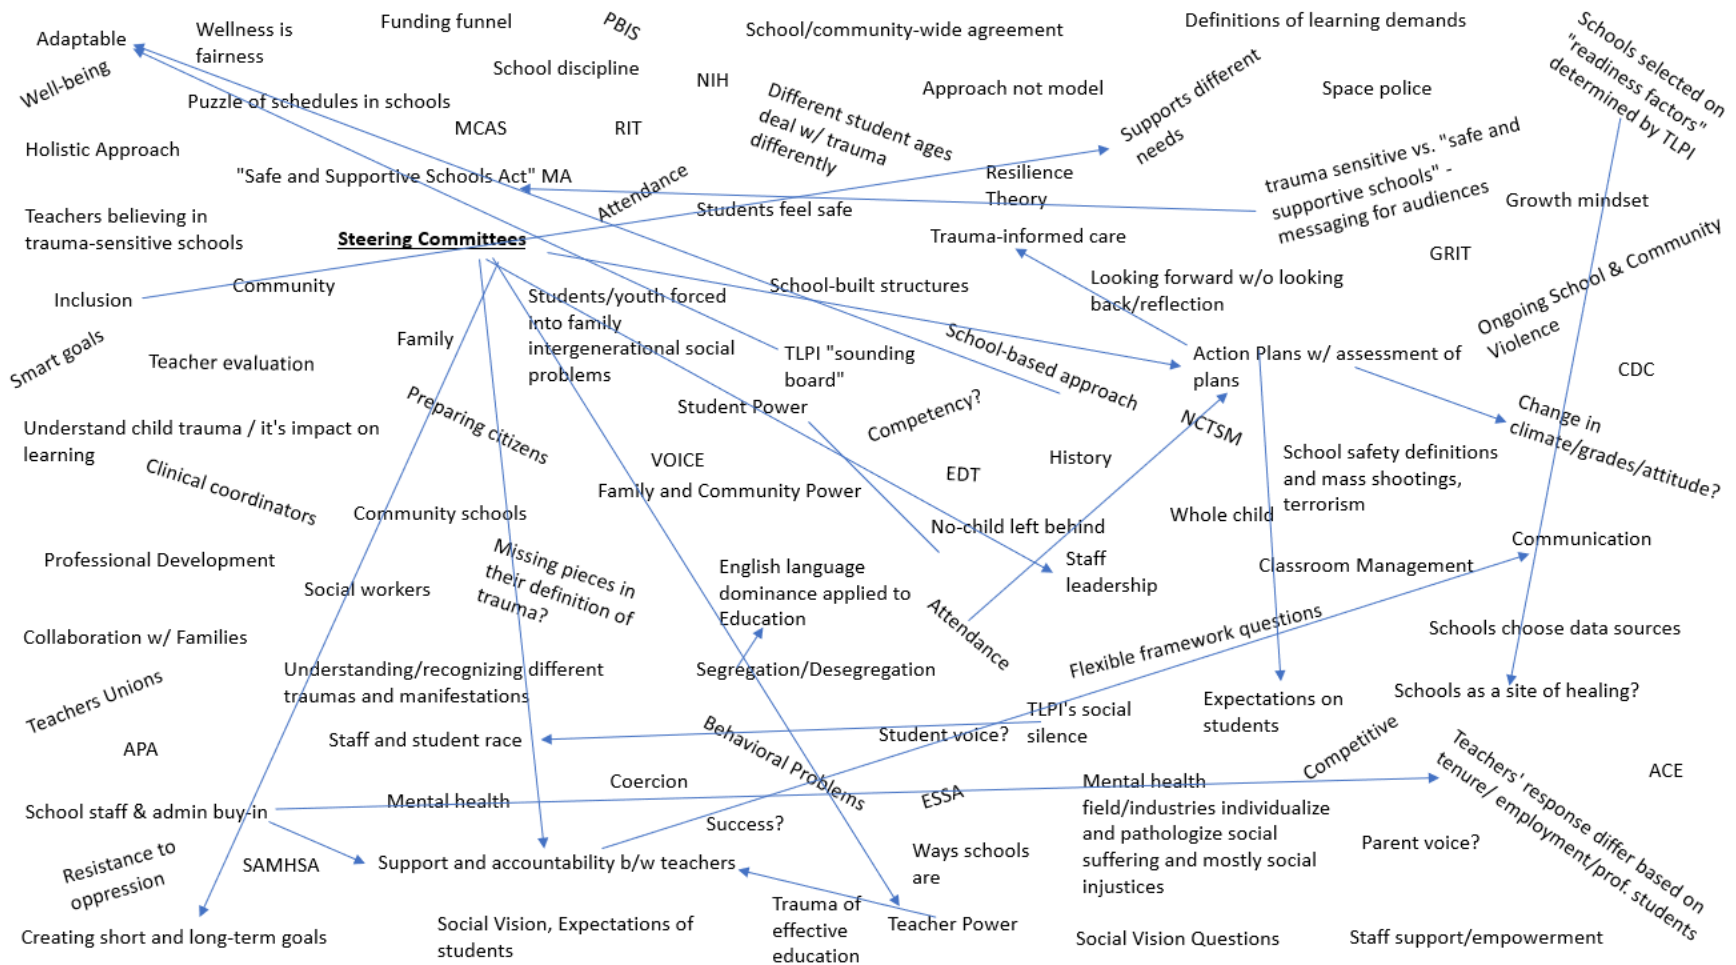 Adaptable
Wellness is
fairness
Funding funnel
PBIS
School/community-wide agreement
Definitions of learning demands
Schools selected on
"readiness factors"
determined by TLPI
Well-being
School discipline
NIH
Approach not model
Supports different
needs
Space police
Puzzle of schedules in schools
MCAS
RIT
Different student ages
deal w/ trauma
differently
Holistic Approach
"Safe and Supportive Schools Act" MA
Attendance
Resilience
Theory
trauma sensitive vs. "safe and
supportive schools" -
messaging for audiences
Growth mindset
Teachers believing in
trauma-sensitive schools
Steering Committees
Students feel safe
Trauma-informed care
GRIT
Inclusion
Community
Students/youth forced
into family
intergenerational social
problems
School-built structures
Looking forward w/o looking
back/reflection
Ongoing School & Community
Violence
Smart goals
Teacher evaluation
Family
TLPI "sounding
board"
School-based approach
Action Plans w/ assessment of
plans
CDC
Preparing citizens
Student Power
Competency?
NCTSM
Change in
climate/grades/attitude?
Understand child trauma / it's impact on
learning
Clinical coordinators
VOICE
Family and Community Power
EDT
History
School safety definitions
and mass shootings,
terrorism
Community schools
No-child left behind
Whole child
Communication
Professional Development
Social workers
Missing pieces in
their definition of
trauma?
English language
dominance applied to
Education
Staff
leadership
Classroom Management
Attendance
Collaboration w/ Families
Understanding/recognizing different
traumas and manifestations
Segregation/Desegregation
Flexible framework questions
Schools choose data sources
Teachers Unions
Expectations on
students
Schools as a site of healing?
APA
Staff and student race
Behavioral Problems
Student voice?
TLPI's social
silence
Competitive
Teachers' response differ based on
tenure/ employment/prof. students
ACE
School staff & admin buy-in
Mental health
Coercion
ESSA
Mental health
field/industries individualize
and pathologize social
suffering and mostly social
injustices
Success?
Parent voice?
Resistance to
oppression
SAMHSA
Support and accountability b/w teachers
Ways schools
are
Creating short and long-term goals
Social Vision, Expectations of
students
Trauma of
effective
education
Teacher Power
Social Vision Questions
Staff support/empowerment